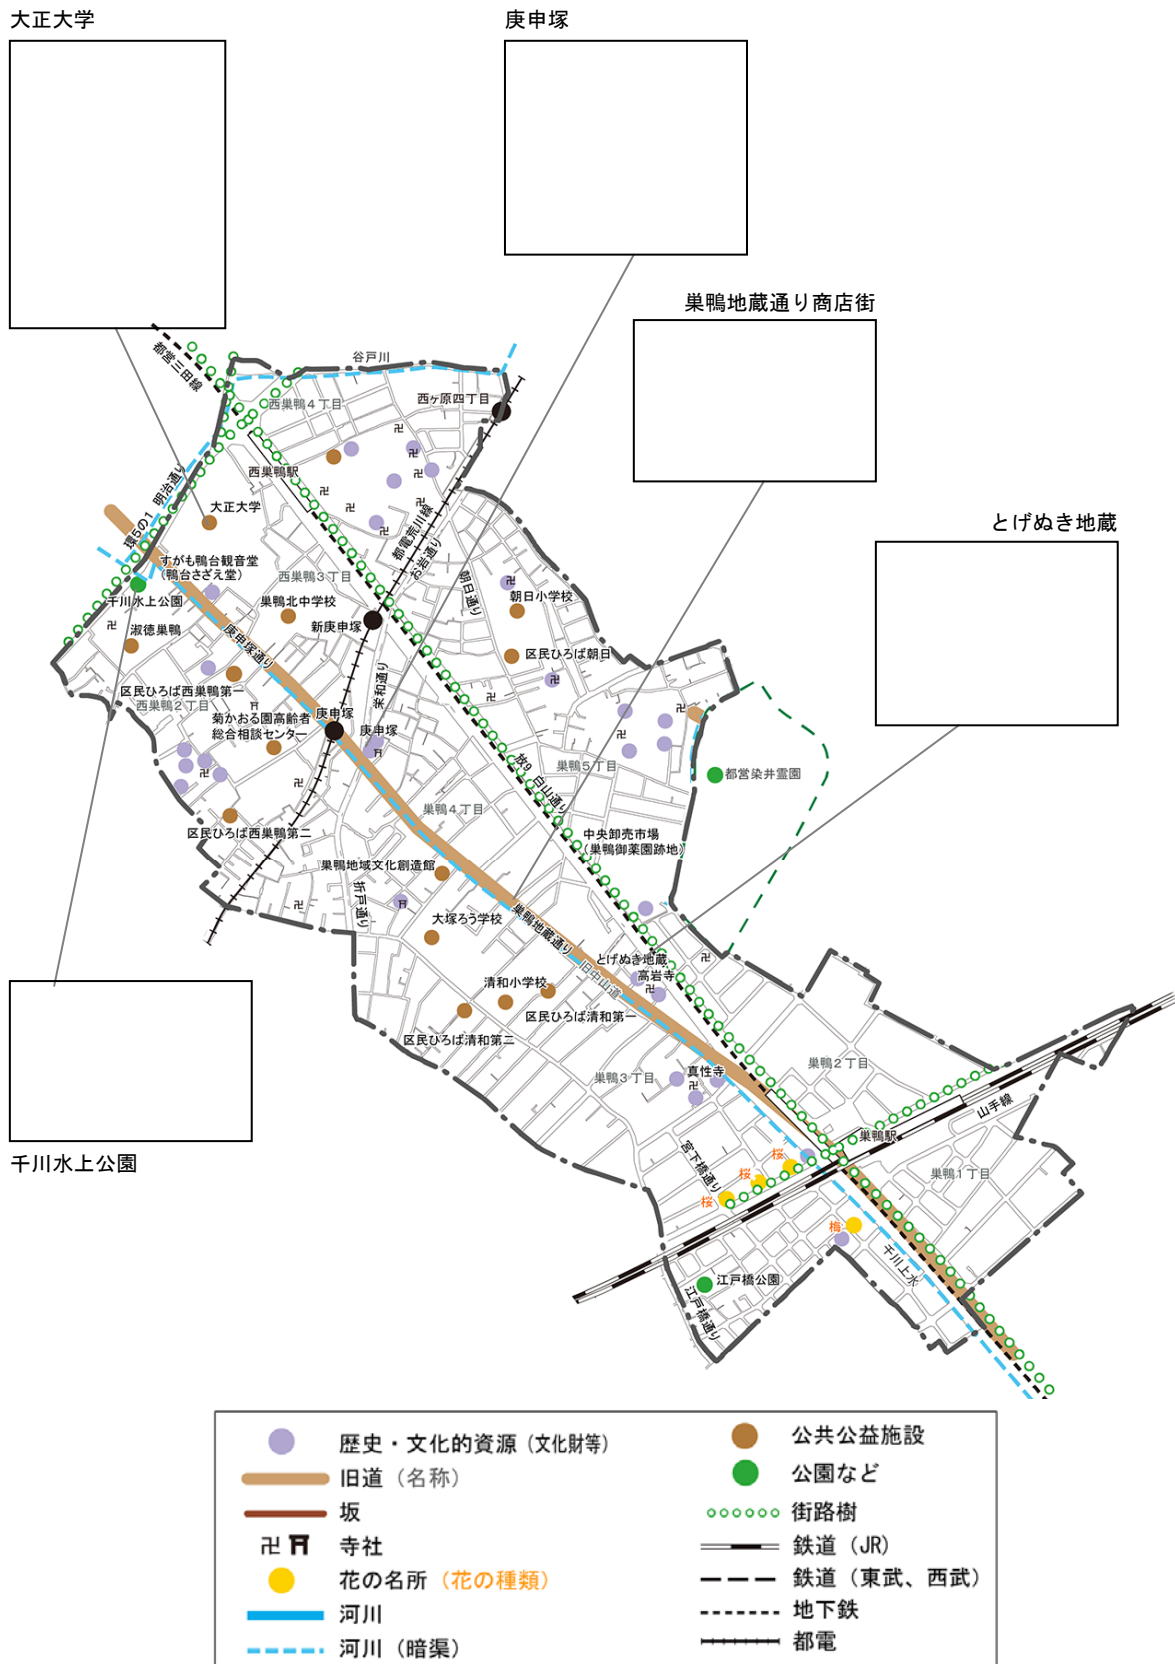 大正大学
庚申塚
巣鴨地蔵通り商店街
とげぬき地蔵
谷戸川
都営三田線
西巣鴨4丁目
西ヶ原四丁目
西巣鴨駅
環5の1 明治通り
大正大学
都電荒川線
お岩通り
すがも鴨台観音堂
(鴨台さざえ堂)
西巣鴨3丁目
朝日通り
千川水上公園
巣鴨北中学校
朝日小学校
淑徳巣鴨
新庚申塚
庚申塚通り
区民ひろば朝日
栄和通り
区民ひろば西巣鴨第一
西巣鴨2丁目
菊かおる園高齢者
総合相談センター
庚申塚
庚申塚
放9 白山通り
巣鴨5丁目
都営染井霊園
巣鴨4丁目
区民ひろば西巣鴨第二
中央卸売市場
(巣鴨御薬園跡地)
巣鴨地域文化創造館
折戸通り
大塚ろう学校
巣鴨地蔵通り
旧中山道
とげぬき地蔵
高岩寺
清和小学校
区民ひろば清和第一
区民ひろば清和第二
巣鴨3丁目
真性寺
巣鴨2丁目
山手線
巣鴨駅
宮下橋通り
桜
桜
桜
巣鴨1丁目
梅
千川上水
江戸橋公園
江戸橋通り
千川水上公園
歴史・文化的資源(文化財等)
旧道(名称)
坂
寺社
花の名所(花の種類)
河川
河川(暗渠)
公共公益施設
公園など
街路樹
鉄道(JR)
鉄道(東武、西武)
地下鉄
都電